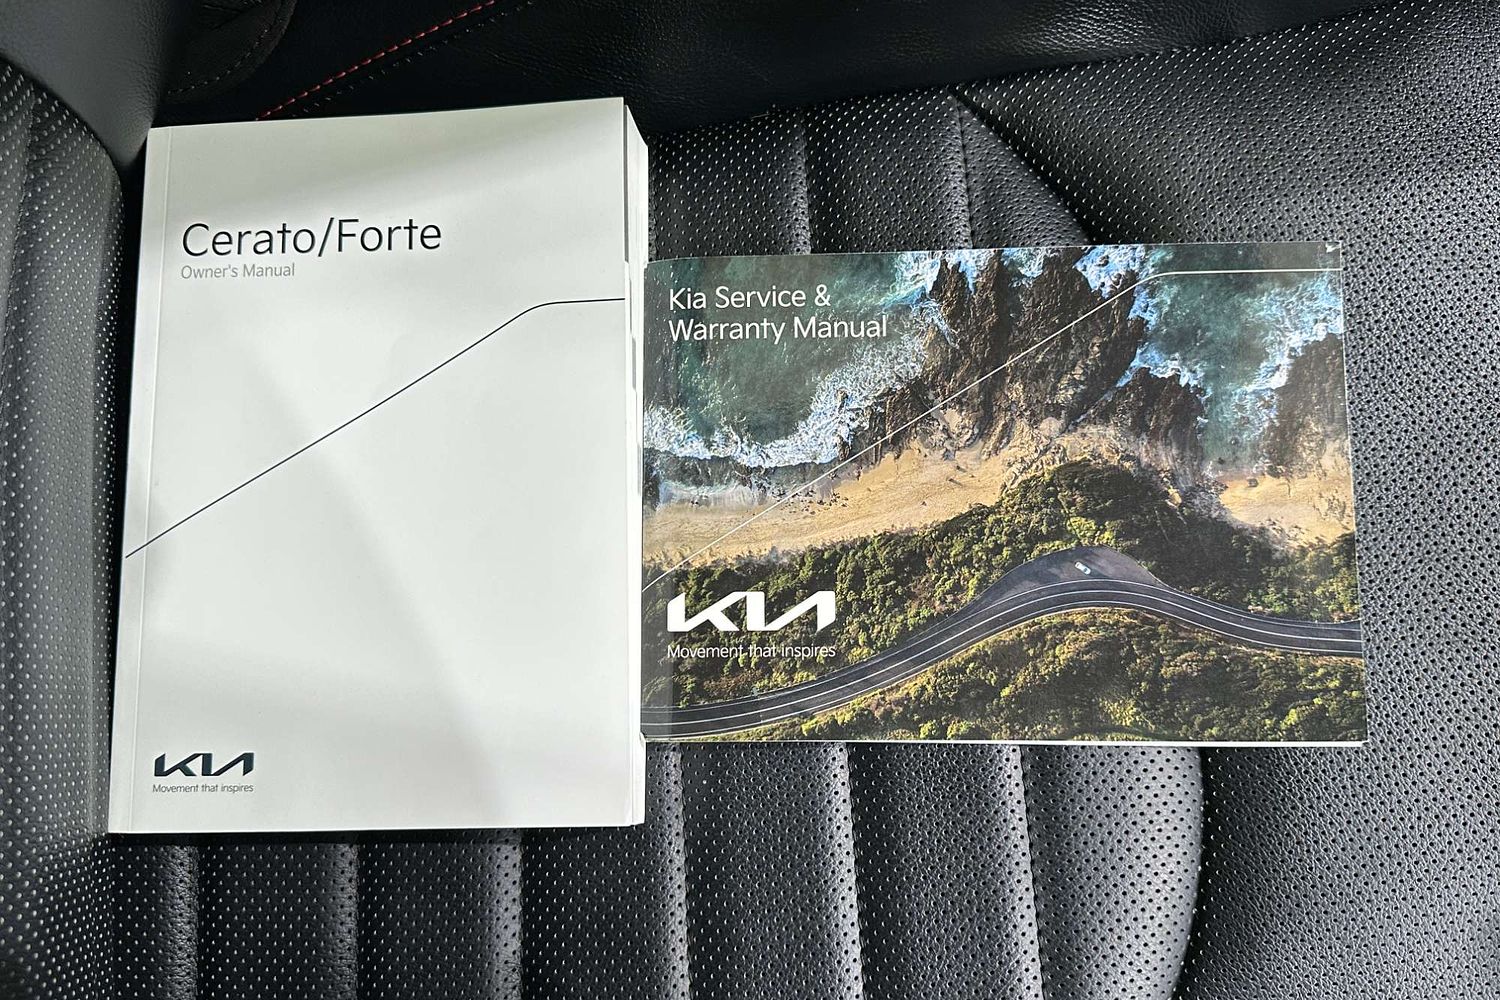 Cerato/Forte
Owner's Manual
KIA
Movement that inspires
Kia Service &
Warranty Manual
KIA
Movement that inspires